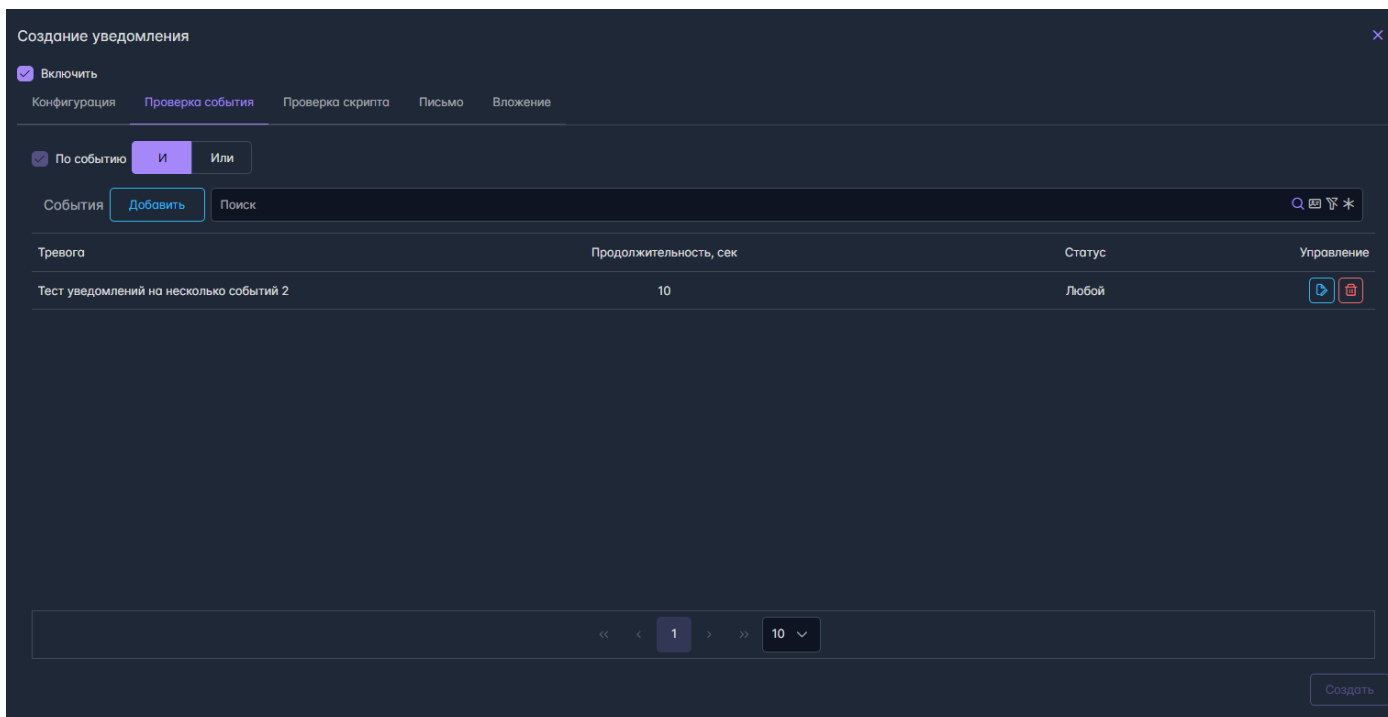 Создание уведомления
Включить
Конфигурация Проверка события Проверка скрипта Письмо Вложение
По событию И Или
События Добавить Поиск
Тревога Продолжительность, сек Статус Управление
Тест уведомлений на несколько событий 2 10 Любой
1 10
Создать